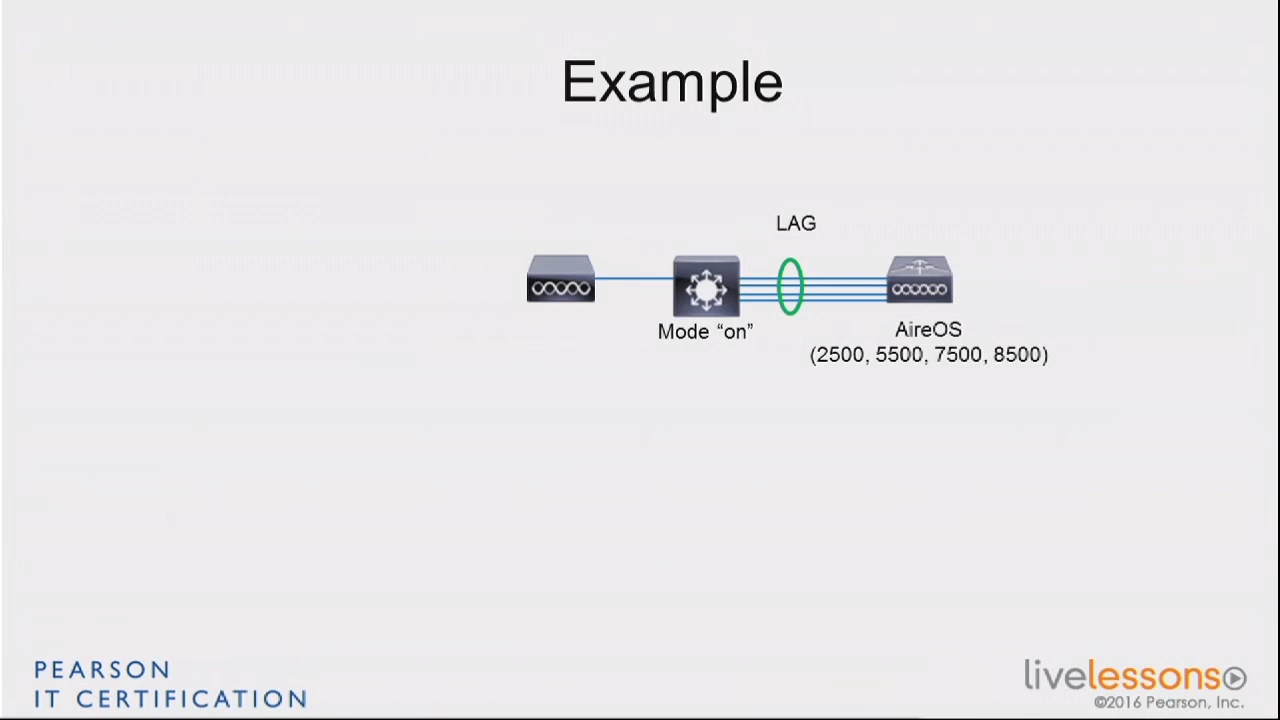 Example
LAG
Mode “on”
AireOS
(2500, 5500, 7500, 8500)
PEARSON
IT CERTIFICATION
livelessons
©2016 Pearson, Inc.